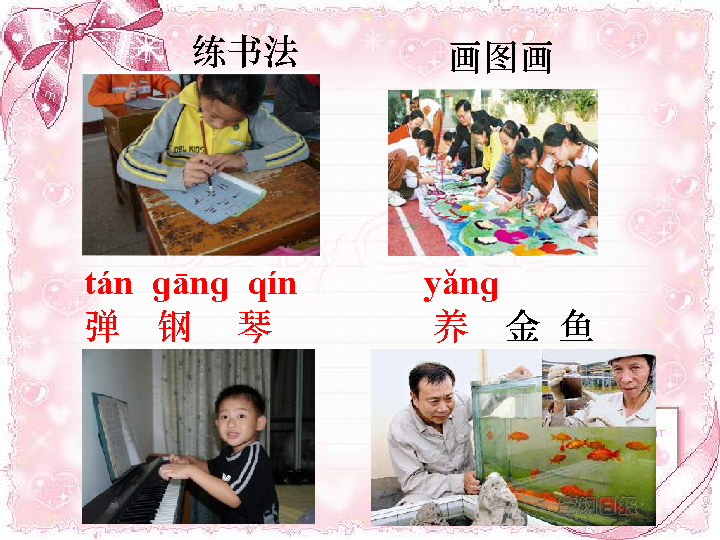 练书法 画图画
tán gāng qín yǎng
弹 钢 琴 养 金 鱼